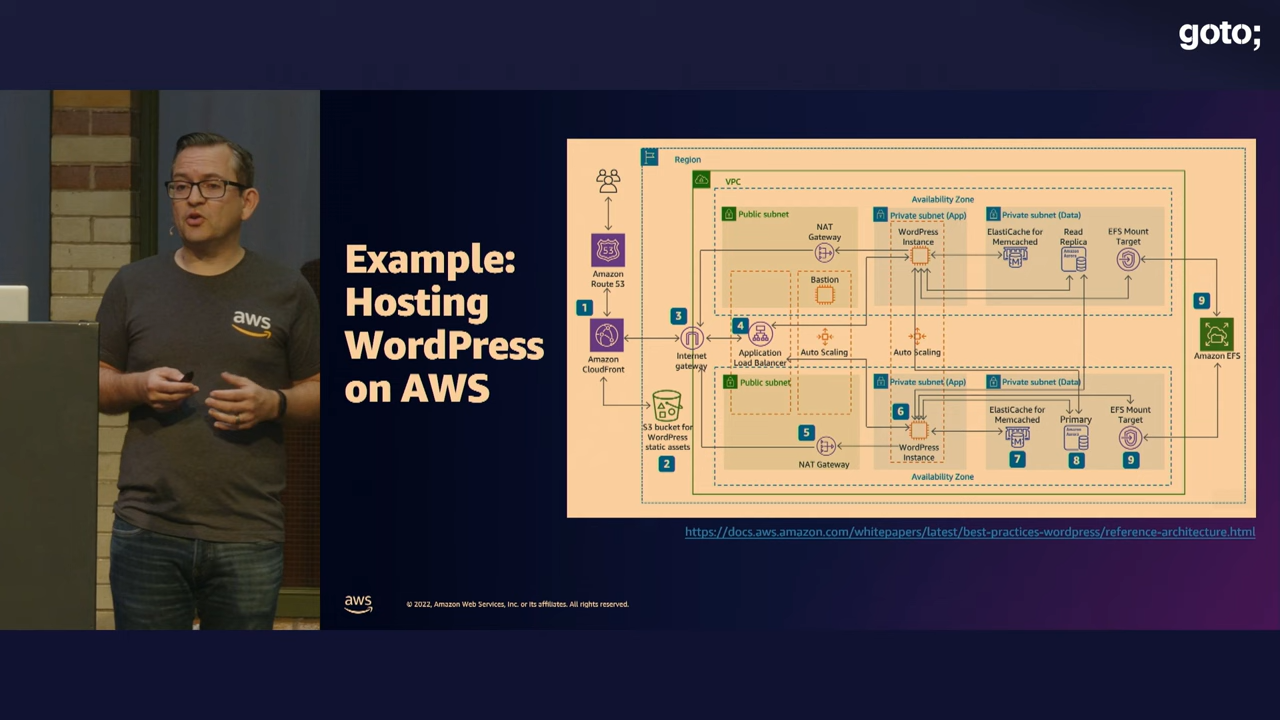 goto;
aws
Example:
Hosting
WordPress
on AWS
Region
VPC
Availability Zone
Public subnet
Private subnet (App)
Private subnet (Data)
NAT
Gateway
WordPress
Instance
ElastiCache for
Memcached
Read
Replica
Amazon
Aurora
EFS Mount
Target
53
Amazon
Route 53
Bastion
1
3
4
9
Amazon
CloudFront
Internet
gateway
Application
Load Balancer
Auto Scaling
Auto Scaling
Amazon EFS
Public subnet
Private subnet (App)
Private subnet (Data)
S3 bucket for
WordPress
static assets
2
5
NAT Gateway
6
WordPress
Instance
ElastiCache for
Memcached
7
Primary
Amazon
Aurora
8
EFS Mount
Target
9
Availability Zone
https://docs.aws.amazon.com/whitepapers/latest/best-practices-wordpress/reference-architecture.html
aws
© 2022, Amazon Web Services, Inc. or its affiliates. All rights reserved.